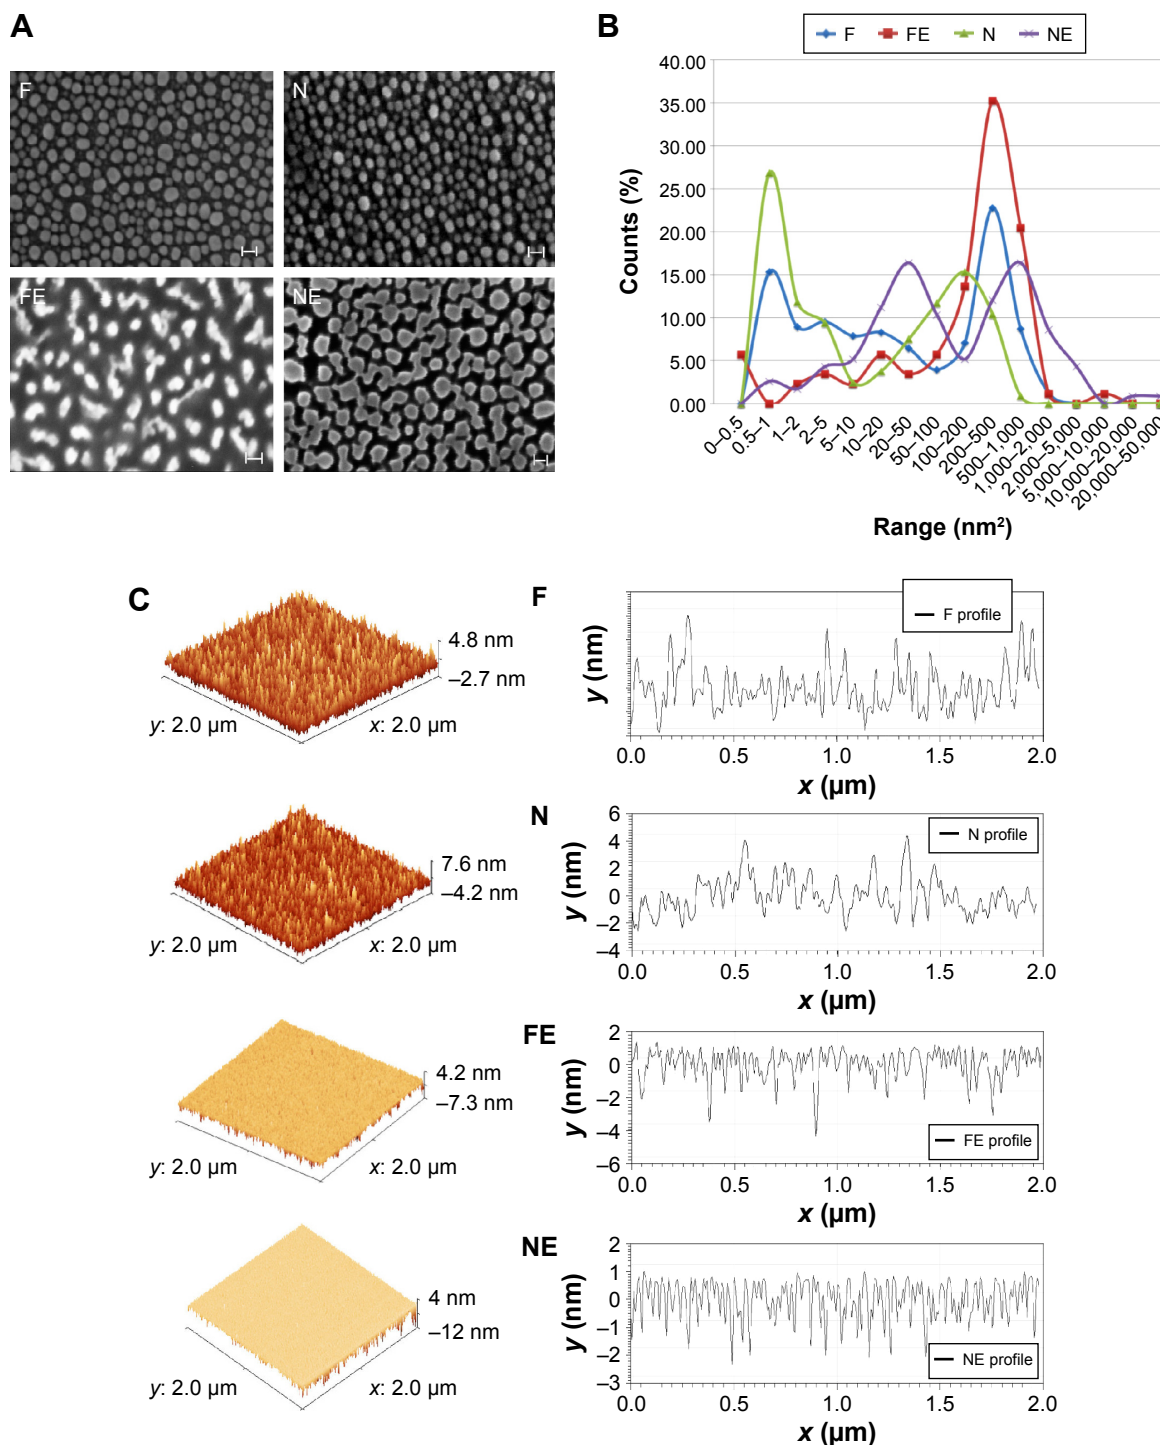 A
F
N
FE
NE
B
F FE N NE
40.00
35.00
30.00
25.00
20.00
15.00
10.00
5.00
0.00
Counts (%)
0–0.5
0.5–1
1–2
2–5
5–10
10–20
20–50
50–100
100–200
200–500
500–1,000
1,000–2,000
2,000–5,000
5,000–10,000
10,000–20,000
20,000–50,000
Range (nm²)
C
4.8 nm
–2.7 nm
y: 2.0 µm
x: 2.0 µm
F
F profile
y (nm)
0.0 0.5 1.0 1.5 2.0
x (µm)
7.6 nm
–4.2 nm
y: 2.0 µm
x: 2.0 µm
N
N profile
y (nm)
6
4
2
0
–2
–4
0.0 0.5 1.0 1.5 2.0
x (µm)
4.2 nm
–7.3 nm
y: 2.0 µm
x: 2.0 µm
FE
FE profile
y (nm)
2
0
–2
–4
–6
0.0 0.5 1.0 1.5 2.0
x (µm)
4 nm
–12 nm
y: 2.0 µm
x: 2.0 µm
NE
NE profile
y (nm)
2
1
0
–1
–2
–3
0.0 0.5 1.0 1.5 2.0
x (µm)